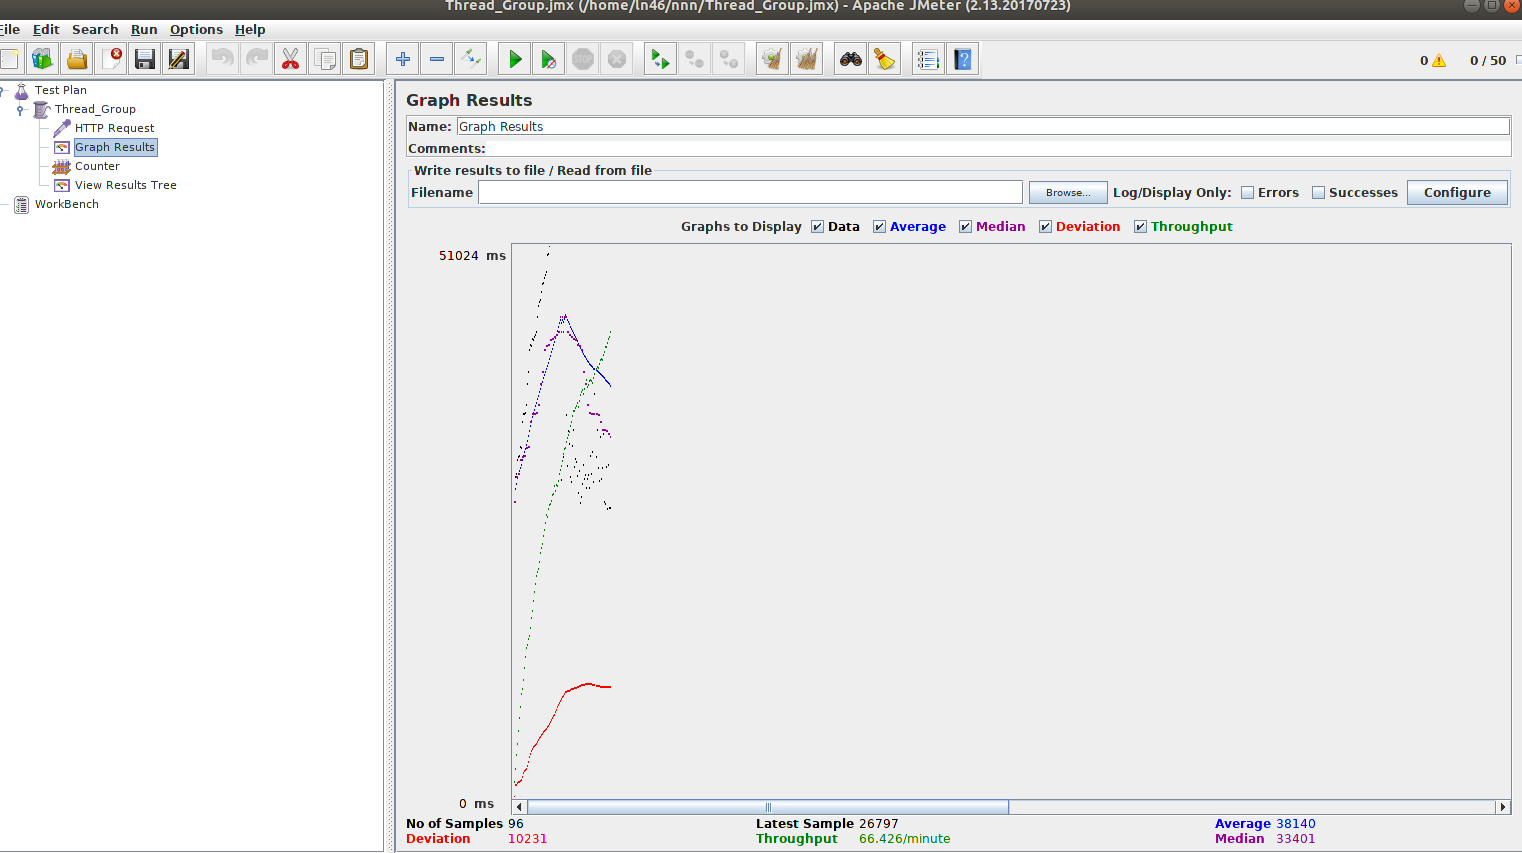 Thread_Group.jmx (/home/ln46/nnn/Thread_Group.jmx) - Apache JMeter (2.13.20170723)
File Edit Search Run Options Help
STOP
0 0 / 50
Test Plan
Thread_Group
HTTP Request
Graph Results
Counter
View Results Tree
WorkBench
Graph Results
Name: Graph Results
Comments:
Write results to file / Read from file
Filename Browse... Log/Display Only: Errors Successes Configure
Graphs to Display Data Average Median Deviation Throughput
51024 ms
0 ms
No of Samples 96 Latest Sample 26797 Average 38140
Deviation 10231 Throughput 66.426/minute Median 33401